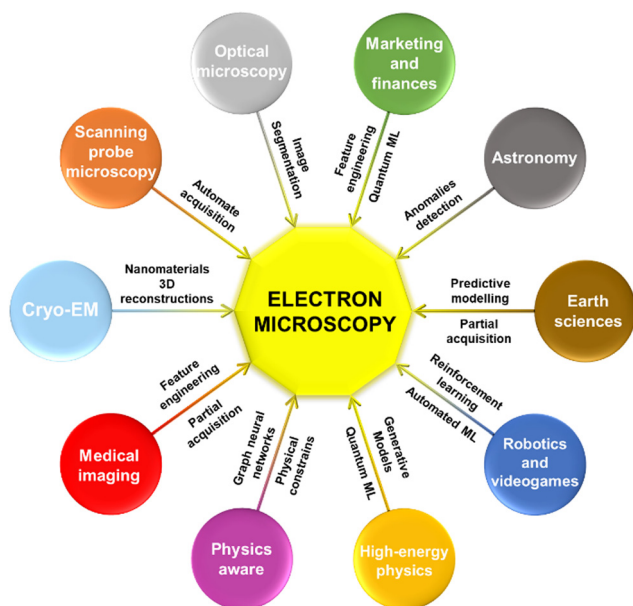 Optical
microscopy
Marketing
and
finances
Scanning
probe
microscopy
Astronomy
Image
Segmentation
Feature
engineering
Quantum ML
Automate
acquisition
Anomalies
detection
Cryo-EM
Nanomaterials
3D
reconstructions
ELECTRON
MICROSCOPY
Predictive
modelling
Partial
acquisition
Earth
sciences
Feature
engineering
Partial
acquisition
Medical
imaging
Graph neural
networks
Physical
constrains
Generative
Models
Quantum ML
Reinforcement
learning
Automated ML
Robotics
and
videogames
Physics
aware
High-energy
physics